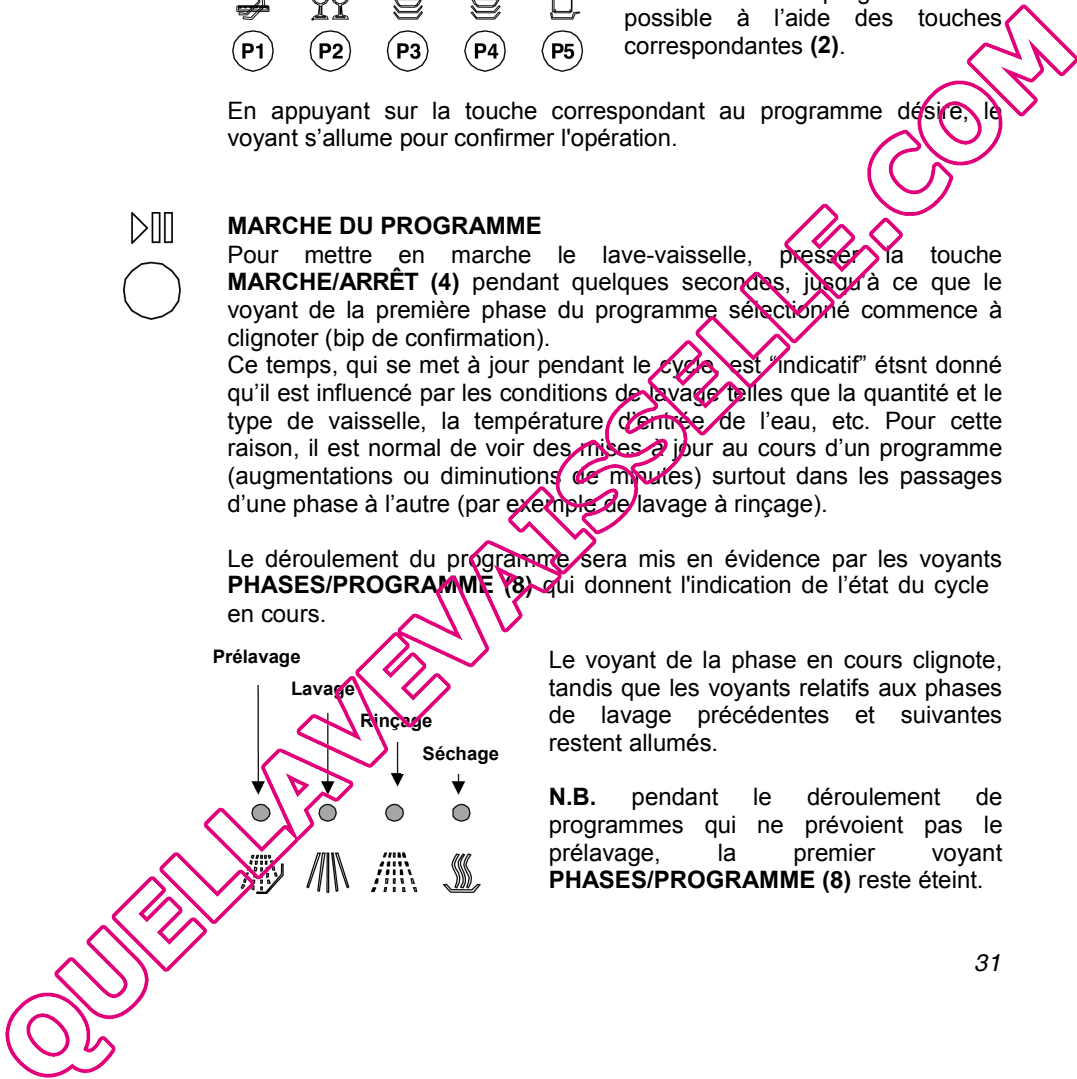 possible à l’aide des touches
correspondantes (2).
P1 P2 P3 P4 P5
En appuyant sur la touche correspondant au programme désiré, le
voyant s’allume pour confirmer l'opération.
MARCHE DU PROGRAMME
Pour mettre en marche le lave-vaisselle, presser la touche
MARCHE/ARRÊT (4) pendant quelques secondes, jusqu’à ce que le
voyant de la première phase du programme sélectionné commence à
clignoter (bip de confirmation).
Ce temps, qui se met à jour pendant le cycle, est “indicatif” étsnt donné
qu’il est influencé par les conditions de lavage telles que la quantité et le
type de vaisselle, la température d’entrée de l’eau, etc. Pour cette
raison, il est normal de voir des mises à jour au cours d’un programme
(augmentations ou diminutions de minutes) surtout dans les passages
d’une phase à l’autre (par exemple de lavage à rinçage).
Le déroulement du programme sera mis en évidence par les voyants
PHASES/PROGRAMME (8) qui donnent l'indication de l’état du cycle
en cours.
Prélavage
Lavage
Rinçage
Séchage
Le voyant de la phase en cours clignote,
tandis que les voyants relatifs aux phases
de lavage précédentes et suivantes
restent allumés.
N.B. pendant le déroulement de
programmes qui ne prévoient pas le
prélavage, la premier voyant
PHASES/PROGRAMME (8) reste éteint.
31
QUELLAVEVAISSELLE.COM